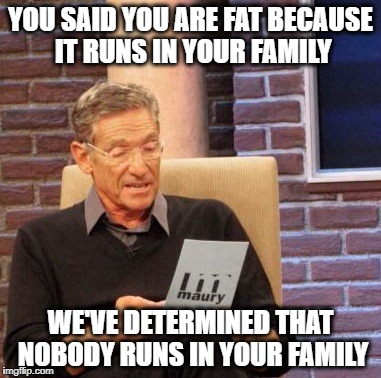 YOU SAID YOU ARE FAT BECAUSE
IT RUNS IN YOUR FAMILY
maury
WE'VE DETERMINED THAT
NOBODY RUNS IN YOUR FAMILY
imgflip.com